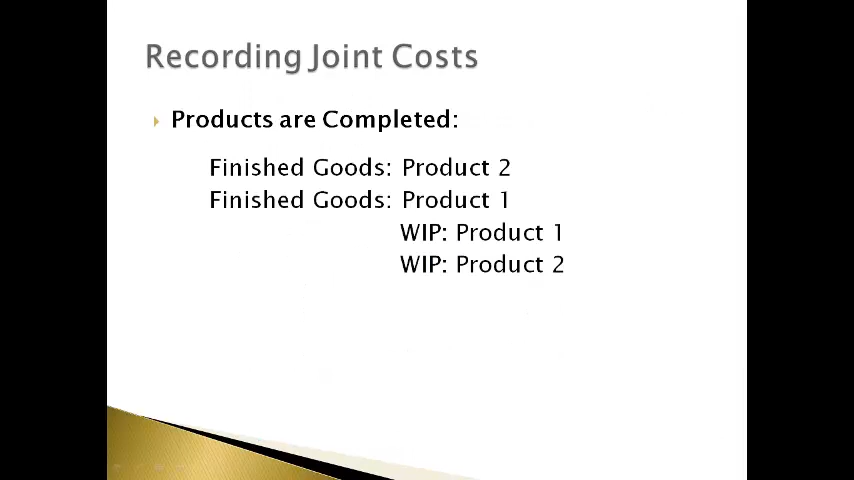 Recording Joint Costs
Products are Completed:
Finished Goods: Product 2
Finished Goods: Product 1
WIP: Product 1
WIP: Product 2